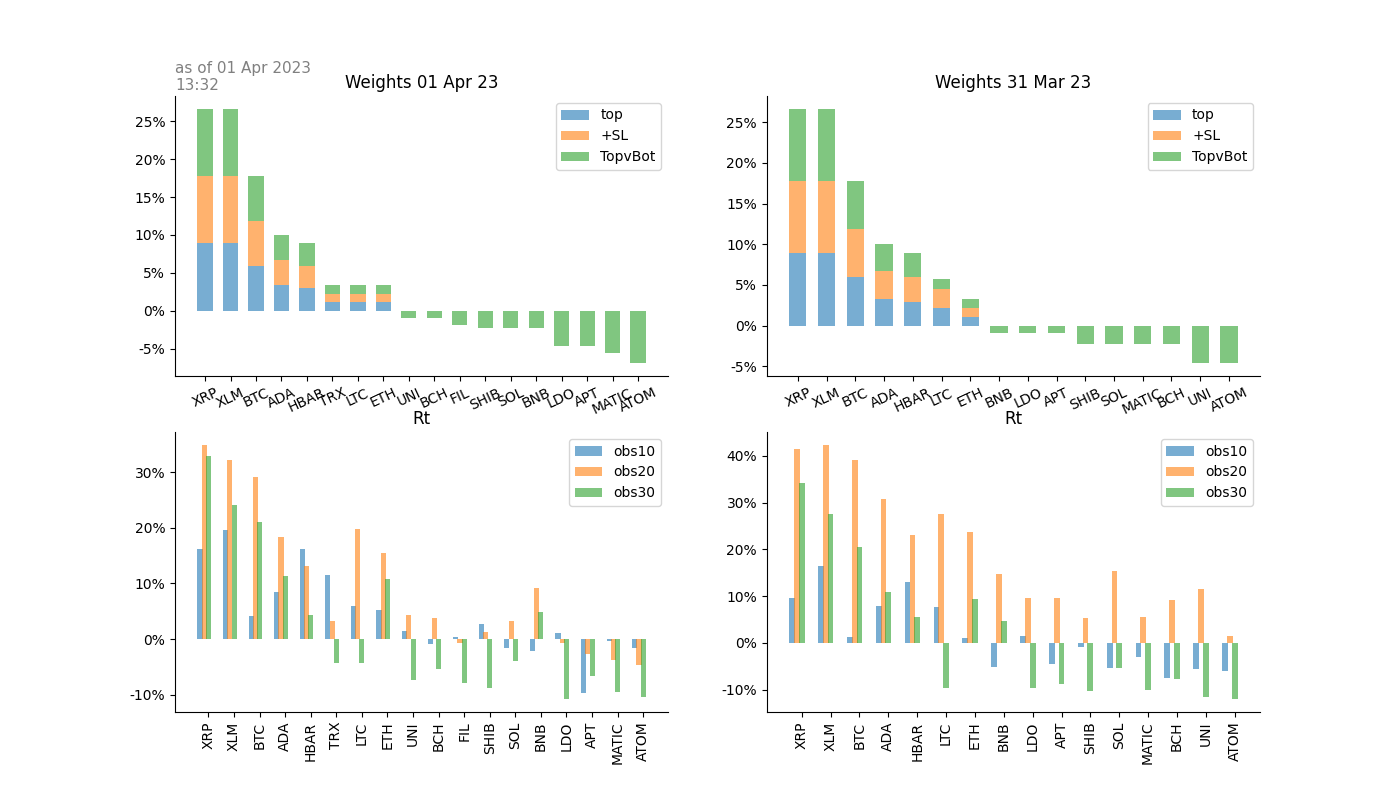 as of 01 Apr 2023
13:32
Weights 01 Apr 23
25%
20%
15%
10%
5%
0%
-5%
top
+SL
TopvBot
XRP XLM BTC ADA HBAR TRX LTC ETH UNI BCH FIL SHIB SOL BNB LDO APT MATIC ATOM
Weights 31 Mar 23
25%
20%
15%
10%
5%
0%
-5%
top
+SL
TopvBot
XRP XLM BTC ADA HBAR LTC ETH BNB LDO APT SHIB SOL MATIC BCH UNI ATOM
Rt
30%
20%
10%
0%
-10%
obs10
obs20
obs30
XRP XLM BTC ADA HBAR TRX LTC ETH UNI BCH FIL SHIB SOL BNB LDO APT MATIC ATOM
Rt
40%
30%
20%
10%
0%
-10%
obs10
obs20
obs30
XRP XLM BTC ADA HBAR LTC ETH BNB LDO APT SHIB SOL MATIC BCH UNI ATOM